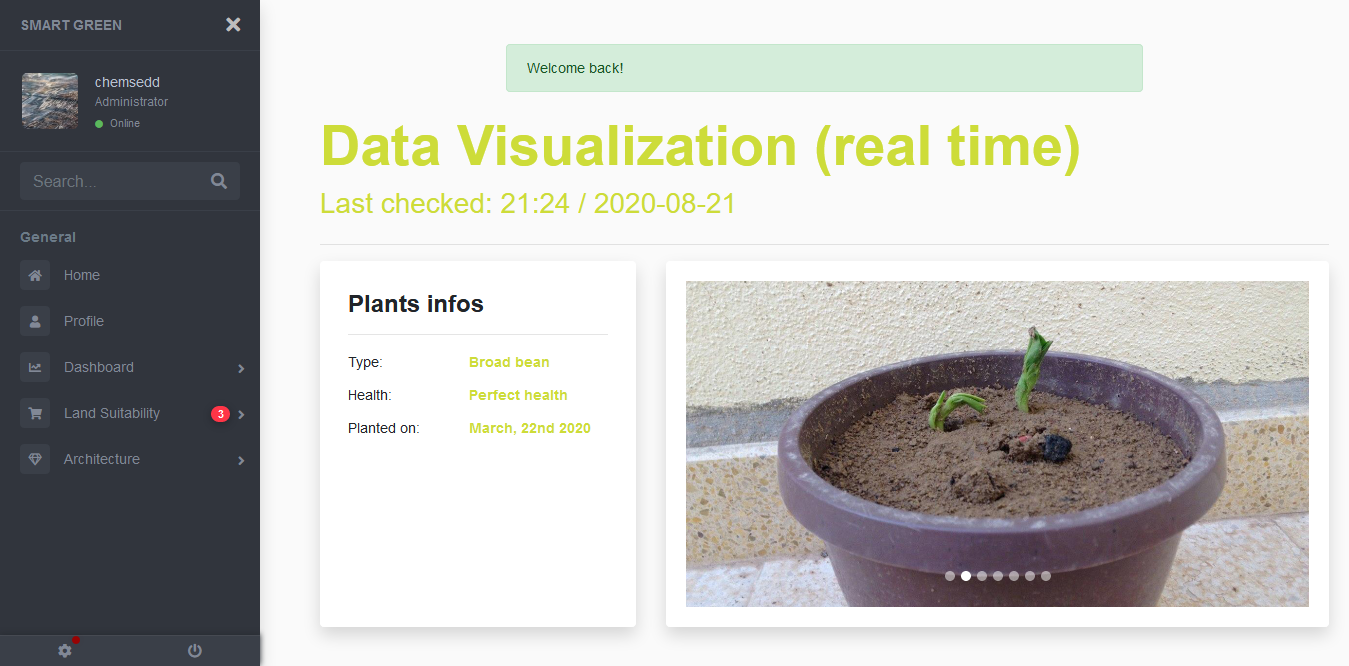 SMART GREEN
chemsedd
Administrator
Online
Search...
General
Home
Profile
Dashboard
Land Suitability 3
Architecture
Welcome back!
Data Visualization (real time)
Last checked: 21:24 / 2020-08-21
Plants infos
Type: Broad bean
Health: Perfect health
Planted on: March, 22nd 2020